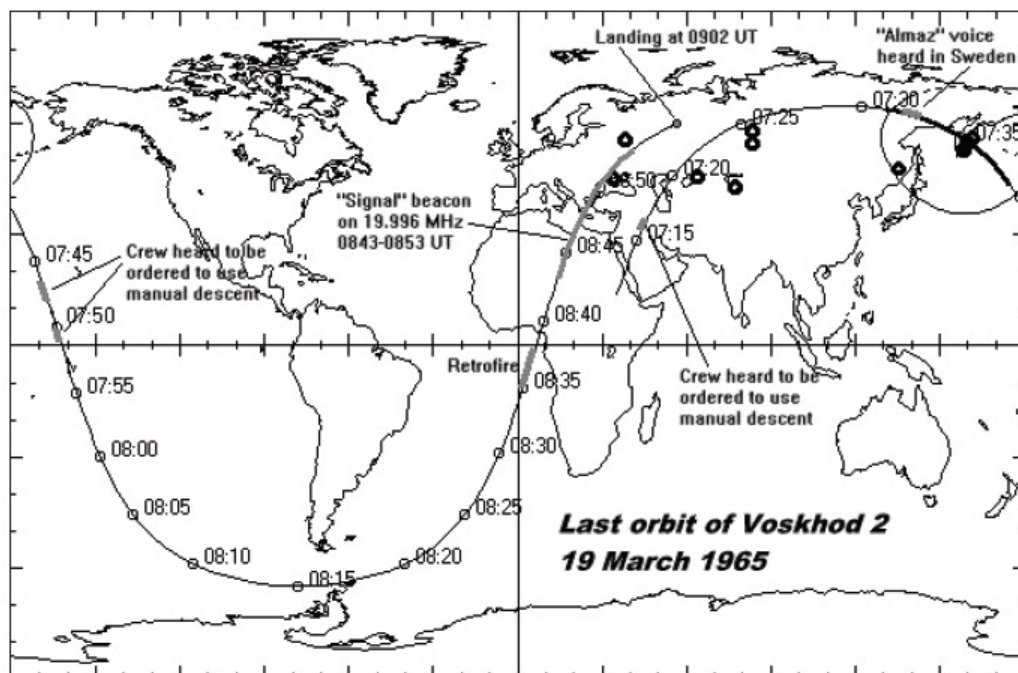 Landing at 0902 UT
"Almaz" voice
heard in Sweden
07:30
07:25
07:35
07:20
08:50
"Signal" beacon
on 19.996 MHz
0843-0853 UT
07:15
08:45
07:45
Crew heard to be
ordered to use
manual descent
07:50
08:40
Retrofire
08:35
Crew heard to be
ordered to use
manual descent
07:55
08:30
08:00
08:05
08:25
Last orbit of Voskhod 2
19 March 1965
08:10
08:20
08:15